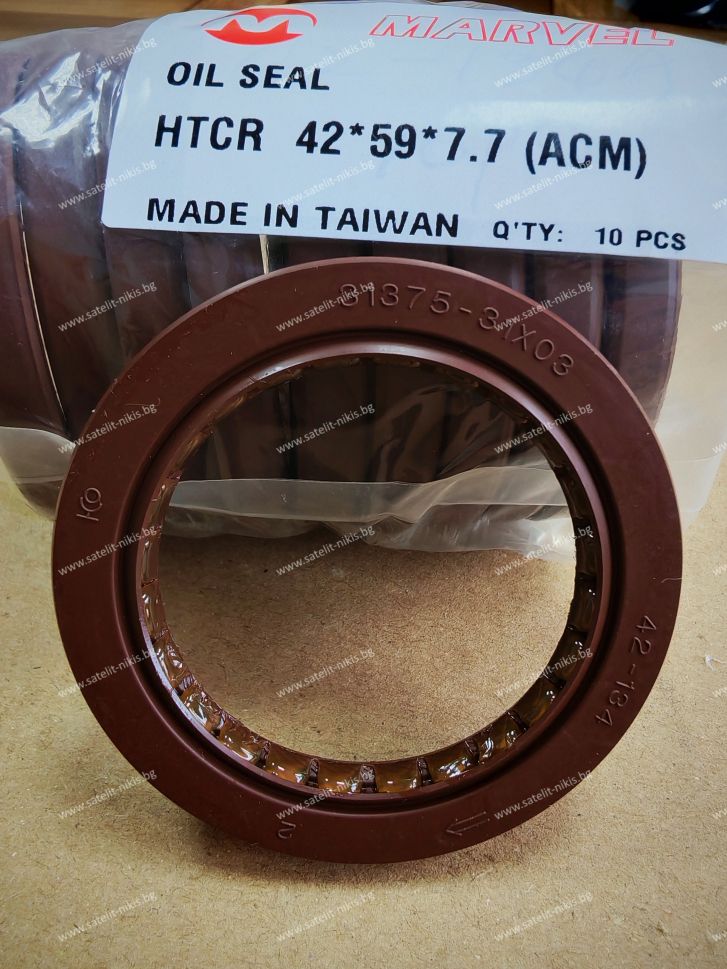 MARVEL
OIL SEAL
HTCR 42*59*7.7 (ACM)
MADE IN TAIWAN Q'TY: 10 PCS
31375-31X03
42-134
N
www.satelit-nikis.bg